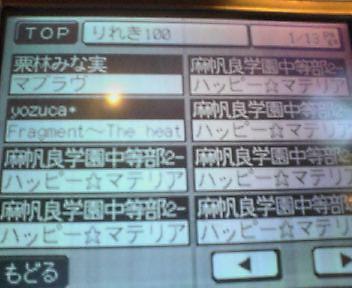 TOP りれき100 1/13
栗林みな実
マブラヴ
麻帆良学園中等部2-
ハッピー☆マテリア
yozuca*
Fragment～The heat
麻帆良学園中等部
ハッピー☆マテリア
麻帆良学園中等部2-
ハッピー☆マテリア
麻帆良学園中等部2-
ハッピー☆マテリア
麻帆良学園中等部2-
ハッピー☆マテリア
麻帆良学園中等部
ハッピー☆マテリア
もどる